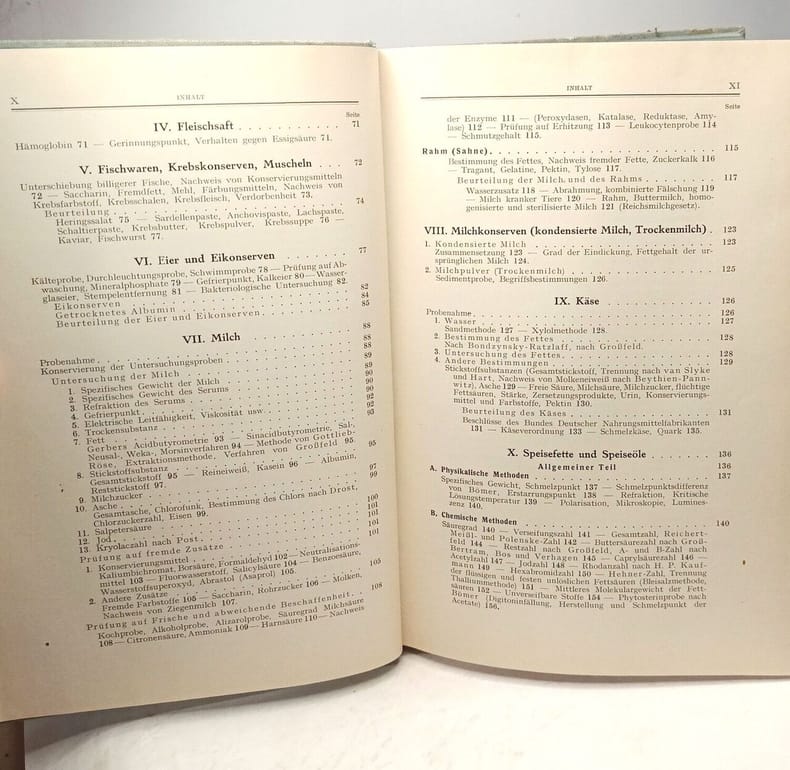 X
INHALT
Seite
IV. Fleischsaft . . . . . . . . . . . 71
Hämoglobin 71 — Gerinnungspunkt, Verhalten gegen Essigsäure 71.
V. Fischwaren, Krebskonserven, Muscheln . . . 72
Unterschiebung billigerer Fische, Nachweis von Konservierungsmitteln
72 — Saccharin, Fremdfett, Mehl, Färbungsmitteln, Nachweis von
Krebsfarbstoff, Krebsschalen, Krebsfleisch, Verdorbenheit 73.
Beurteilung . . . . . . . . . . . 74
Heringssalat 75 — Sardellenpaste, Anchovispaste, Lachspaste,
Schaltierpaste, Krebsbutter, Krebspulver, Krebssuppe 76 —
Kaviar, Fischwurst 77.
VI. Eier und Eikonserven . . . . . . . 77
Kälteprobe, Durchleuchtungsprobe, Schwimmprobe 78 — Prüfung auf Ab-
waschung, Mineralphosphate 79 — Gefrierpunkt, Kalkeier 80 — Wasser-
glaseier, Stempelentfernung 81 — Bakteriologische Untersuchung 82.
Eikonserven . . . . . . . . . . . 82
Getrocknetes Albumin . . . . . . . . . . . 84
Beurteilung der Eier und Eikonserven . . . . . . . 85
VII. Milch . . . . . . . . . . . 88
Probenahme . . . . . . . . . . . 88
Konservierung der Untersuchungsproben . . . . . . . 88
Untersuchung der Milch . . . . . . . . . . . 89
1. Spezifisches Gewicht der Milch . . . . . . . 89
2. Spezifisches Gewicht des Serums . . . . . . . 90
3. Refraktion des Serums . . . . . . . 90
4. Gefrierpunkt . . . . . . . 90
5. Elektrische Leitfähigkeit, Viskosität usw. . . . . . . . 92
6. Trockensubstanz . . . . . . . 92
7. Fett . . . . . . . 93
Gerbers Acidbutyrometrie 93 — Sinacidbutyrometrie, Sal-,
Neusal-, Weka-, Morsinverfahren 94 — Methode von Gottlieb-
Röse, Extraktionsmethode, Verfahren von Großfeld 95.
8. Stickstoffsubstanz . . . . . . . 95
Gesamtstickstoff 95 — Reineiweiß, Kasein 96 — Albumin,
Reststickstoff 97.
9. Milchzucker . . . . . . . 97
10. Asche . . . . . . . 99
Gesamtasche, Chlorofunk, Bestimmung des Chlors nach Drost,
Chlorzuckerzahl, Eisen 99.
11. Salpetersäure . . . . . . . 100
12. Jod . . . . . . . 101
13. Kryolaczahl nach Post . . . . . . . 101
Prüfung auf fremde Zusätze . . . . . . . 101
1. Konservierungsmittel . . . . . . . 101
Kaliumbichromat, Borsäure, Formaldehyd 102 — Neutralisations-
mittel 103 — Fluorwasserstoff, Salicylsäure 104 — Benzoesäure,
Wasserstoffsuperoxyd, Abrastol (Asaprol) 105.
2. Andere Zusätze . . . . . . . 105
Fremde Farbstoffe 105 — Saccharin, Rohrzucker 106 — Molken,
Nachweis von Ziegenmilch 107.
Prüfung auf Frische und abweichende Beschaffenheit . . 108
Kochprobe, Alkoholprobe, Alizarolprobe, Säuregrad Milchsäure
108 — Citronensäure, Ammoniak 109 — Harnsäure 110 — Nachweis
INHALT
XI
Seite
der Enzyme 111 — (Peroxydasen, Katalase, Reduktase, Amy-
lase) 112 — Prüfung auf Erhitzung 113 — Leukocytenprobe 114
— Schmutzgehalt 115.
Rahm (Sahne) . . . . . . . . . . . 115
Bestimmung des Fettes, Nachweis fremder Fette, Zuckerkalk 116
— Tragant, Gelatine, Pektin, Tylose 117.
Beurteilung der Milch und des Rahms . . . . . . . 117
Wasserzusatz 118 — Abrahmung, kombinierte Fälschung 119
— Milch kranker Tiere 120 — Rahm, Buttermilch, homo-
genisierte und sterilisierte Milch 121 (Reichsmilchgesetz).
VIII. Milchkonserven (kondensierte Milch, Trockenmilch) . 123
1. Kondensierte Milch . . . . . . . 123
Zusammensetzung 123 — Grad der Eindickung, Fettgehalt der ur-
sprünglichen Milch 124.
2. Milchpulver (Trockenmilch) . . . . . . . 125
Sedimentprobe, Begriffsbestimmungen 126.
IX. Käse . . . . . . . . . . . 126
Probenahme . . . . . . . . . . . 126
1. Wasser . . . . . . . . . . . 127
Sandmethode 127 — Xylolmethode 128.
2. Bestimmung des Fettes . . . . . . . 128
Nach Bondzynsky-Ratzlaff, nach Großfeld.
3. Untersuchung des Fettes . . . . . . . 128
4. Andere Bestimmungen . . . . . . . 129
Stickstoffsubstanzen (Gesamtstickstoff, Trennung nach van Slyke
und Hart, Nachweis von Molkeneiweiß nach Beythien-Pann-
witz), Asche 129 — Freie Säure, Milchsäure, Milchzucker, flüchtige
Fettsäuren, Stärke, Zersetzungsprodukte, Urin, Konservierungs-
mittel und Farbstoffe, Pektin 130.
Beurteilung des Käses . . . . . . . 131
Beschlüsse des Bundes Deutscher Nahrungsmittelfabrikanten
131 — Käseverordnung 133 — Schmelzkäse, Quark 135.
X. Speisefette und Speiseöle . . . . . . . 136
Allgemeiner Teil 136
A. Physikalische Methoden . . . . . . . 137
Spezifisches Gewicht, Schmelzpunkt 137 — Schmelzpunktsdifferenz
von Bömer, Erstarrungspunkt 138 — Refraktion, Kritische
Lösungstemperatur 139 — Polarisation, Mikroskopie, Lumines-
zenz 140.
B. Chemische Methoden . . . . . . . 140
Säuregrad 140 — Verseifungszahl 141 — Gesamtzahl, Reichert-
Meißl- und Polenske-Zahl 142 — Buttersäurezahl nach Groß-
feld 144 — Restzahl nach Großfeld, A- und B-Zahl nach
Bertram, Bos und Verhagen 145 — Caprylsäurezahl 146 —
Acetylzahl 147 — Jodzahl 148 — Rhodanzahl nach H. P. Kauf-
mann 149 — Hexabromidzahl 150 — Hehner-Zahl, Trennung
der flüssigen und festen unlöslichen Fettsäuren (Bleisalzmethode,
Thalliummethode) 151 — Mittleres Molekulargewicht der Fett-
säuren 152 — Unverseifbare Stoffe 154 — Phytosterinprobe nach
Bömer (Digitoninfällung, Herstellung und Schmelzpunkt der
Acetate) 156.